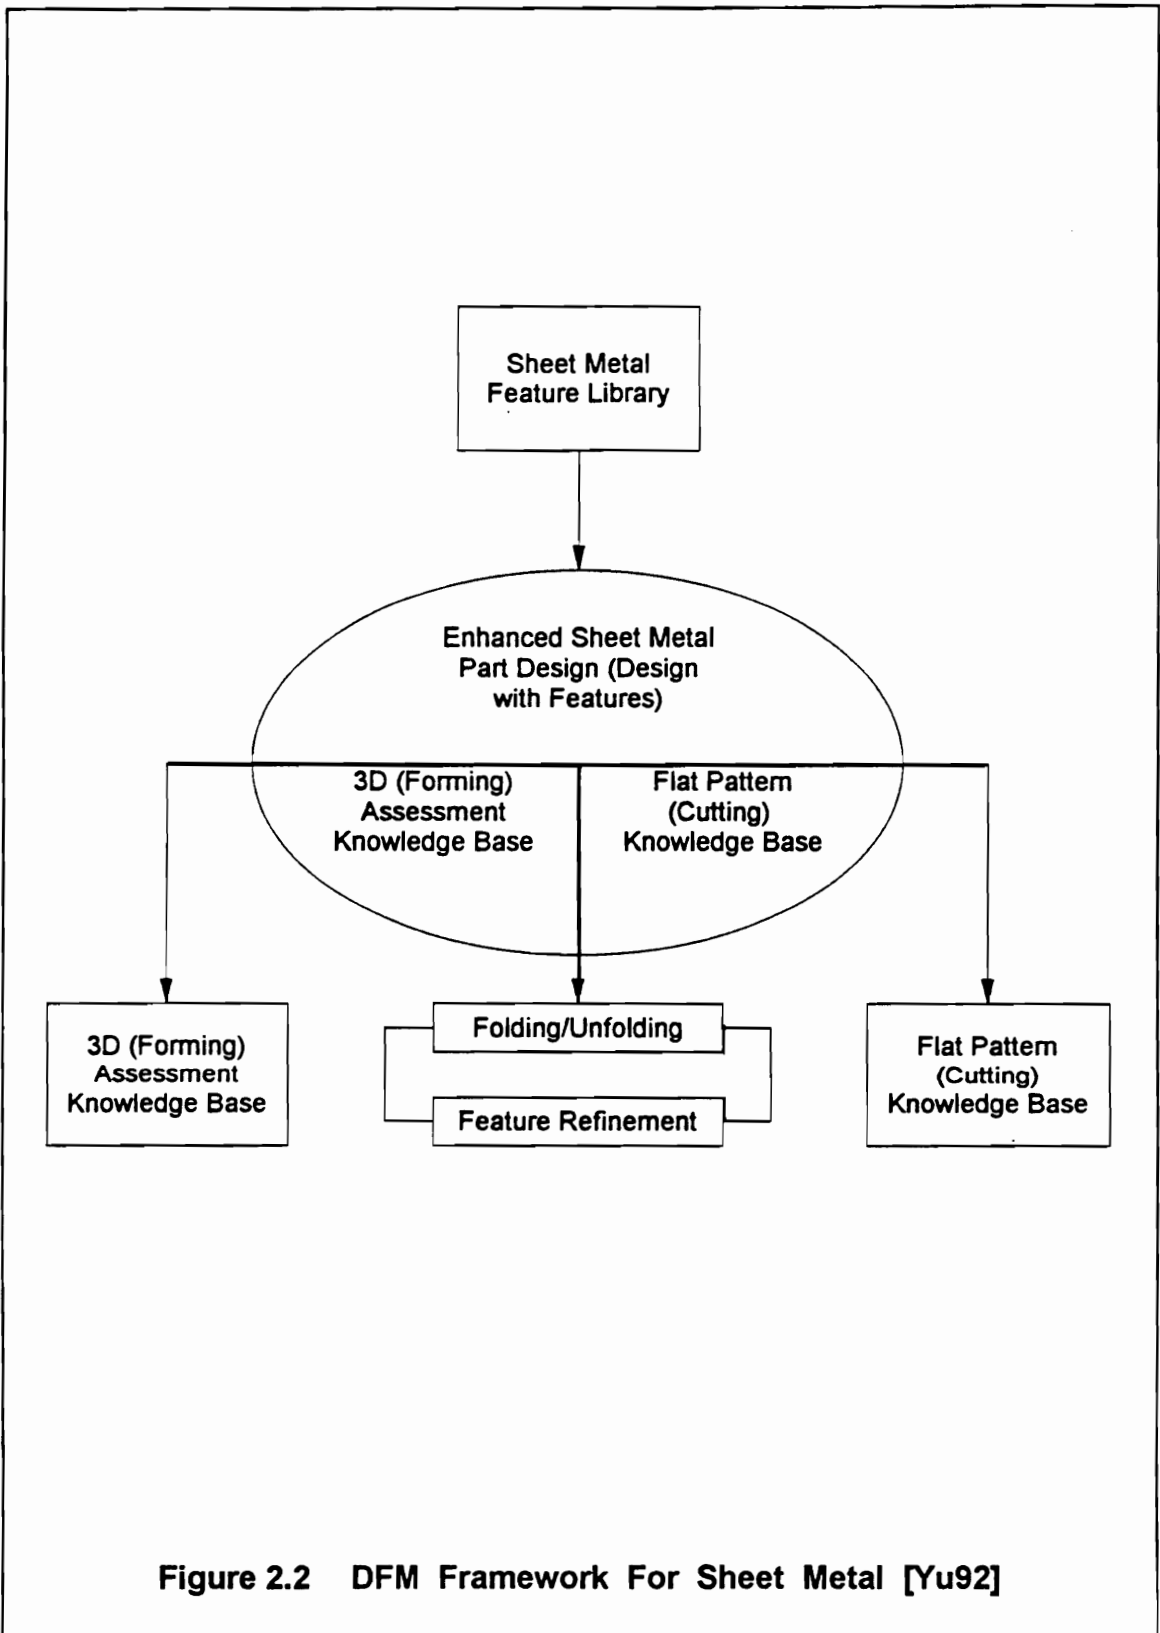 Sheet Metal
Feature Library
Enhanced Sheet Metal
Part Design (Design
with Features)
3D (Forming)
Assessment
Knowledge Base
Flat Pattern
(Cutting)
Knowledge Base
3D (Forming)
Assessment
Knowledge Base
Folding/Unfolding
Feature Refinement
Flat Pattern
(Cutting)
Knowledge Base
Figure 2.2 DFM Framework For Sheet Metal [Yu92]